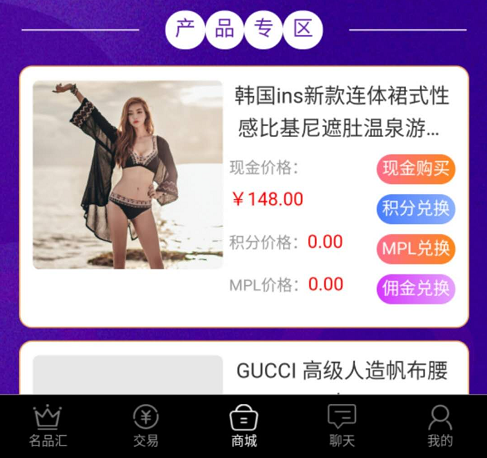 产品专区
韩国ins新款连体裙式性
感比基尼遮肚温泉游...
现金价格：
现金购买
￥148.00
积分兑换
积分价格：0.00
MPL兑换
MPL价格：0.00
佣金兑换
GUCCI 高级人造帆布腰
名品汇
交易
商城
聊天
我的